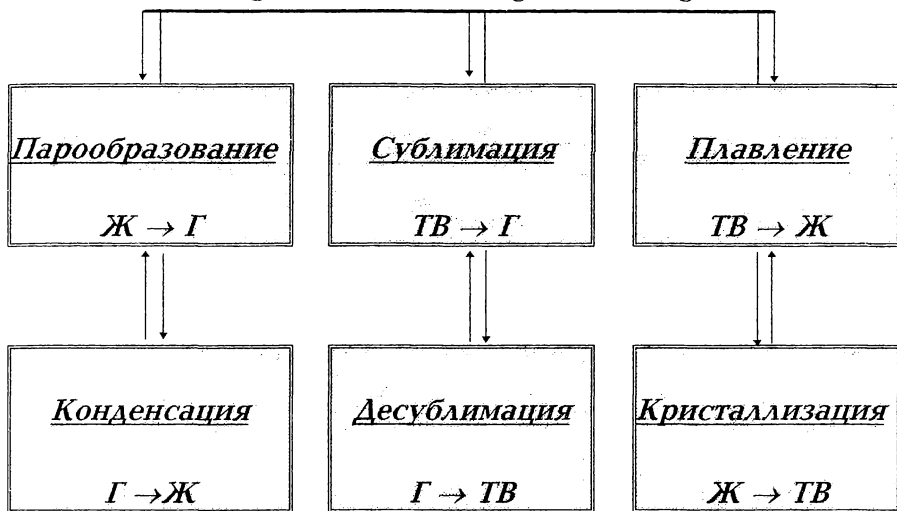 Парообразование
Ж → Г
Сублимация
ТВ → Г
Плавление
ТВ → Ж
Конденсация
Г → Ж
Десублимация
Г → ТВ
Кристаллизация
Ж → ТВ